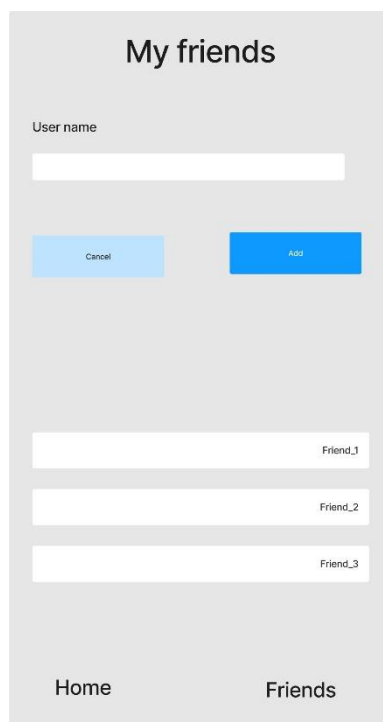 My friends
User name
Cancel
Add
Friend_1
Friend_2
Friend_3
Home
Friends